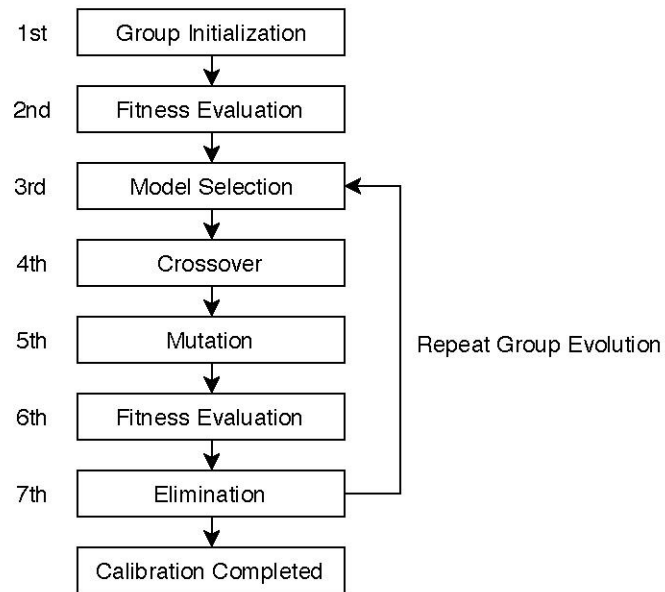 1st Group Initialization
2nd Fitness Evaluation
3rd Model Selection
4th Crossover
5th Mutation
Repeat Group Evolution
6th Fitness Evaluation
7th Elimination
Calibration Completed